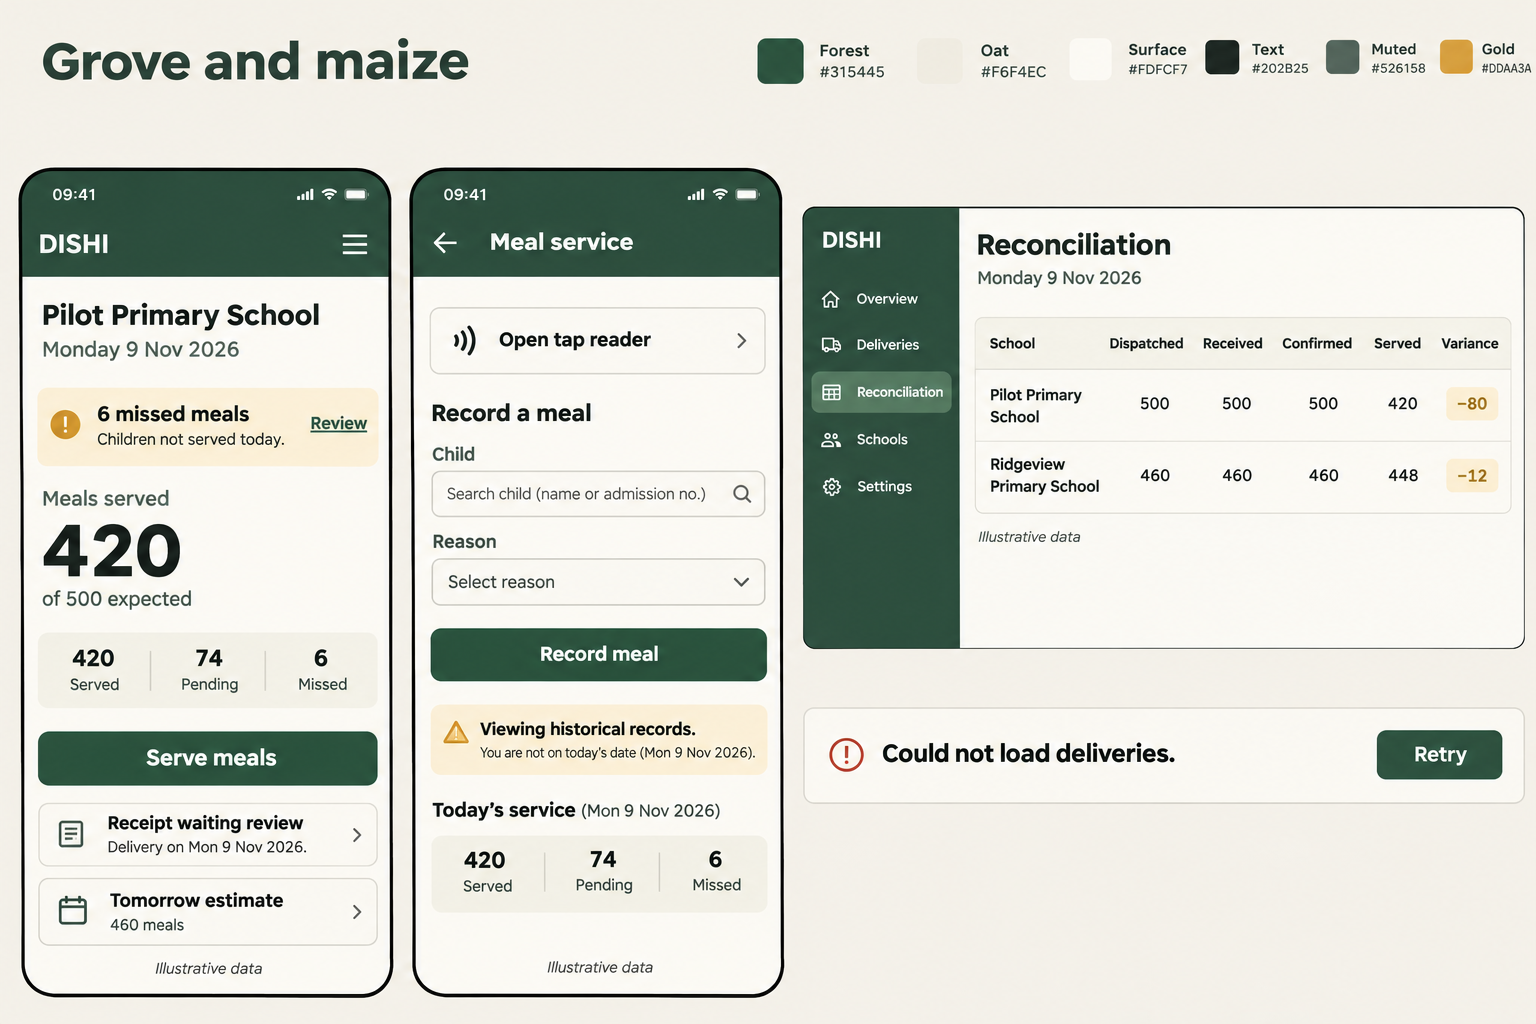 Grove and maize
Forest
#315445
Oat
#F6F4EC
Surface
#FDFCF7
Text
#202B25
Muted
#526158
Gold
#DDAA3A
09:41
DISHI
Pilot Primary School
Monday 9 Nov 2026
6 missed meals
Children not served today.
Review
Meals served
420
of 500 expected
420
Served
74
Pending
6
Missed
Serve meals
Receipt waiting review
Delivery on Mon 9 Nov 2026.
Tomorrow estimate
460 meals
Illustrative data
09:41
Meal service
Open tap reader
Record a meal
Child
Search child (name or admission no.)
Reason
Select reason
Record meal
Viewing historical records.
You are not on today's date (Mon 9 Nov 2026).
Today's service (Mon 9 Nov 2026)
420
Served
74
Pending
6
Missed
Illustrative data
DISHI
Overview
Deliveries
Reconciliation
Schools
Settings
Reconciliation
Monday 9 Nov 2026
School Dispatched Received Confirmed Served Variance
Pilot Primary
School
500 500 500 420 −80
Ridgeview
Primary School
460 460 460 448 −12
Illustrative data
Could not load deliveries.
Retry